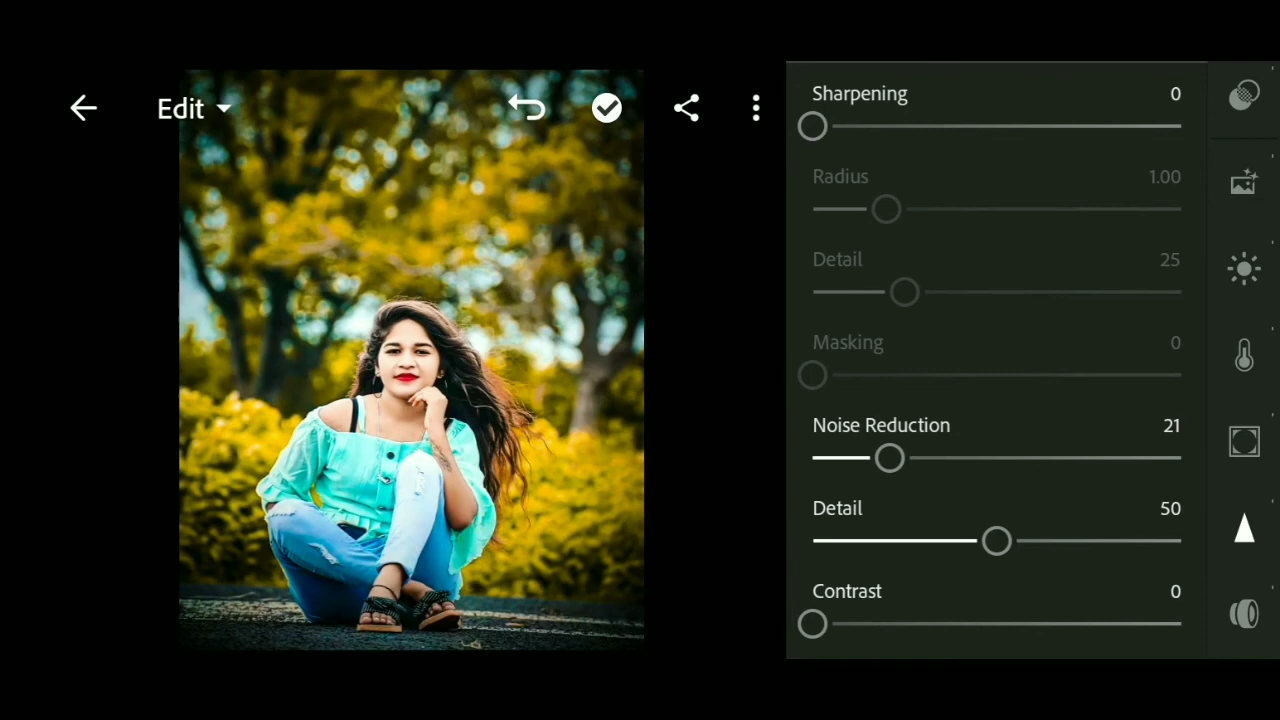 Edit
Sharpening 0
Radius 1.00
Detail 25
Masking 0
Noise Reduction 21
Detail 50
Contrast 0